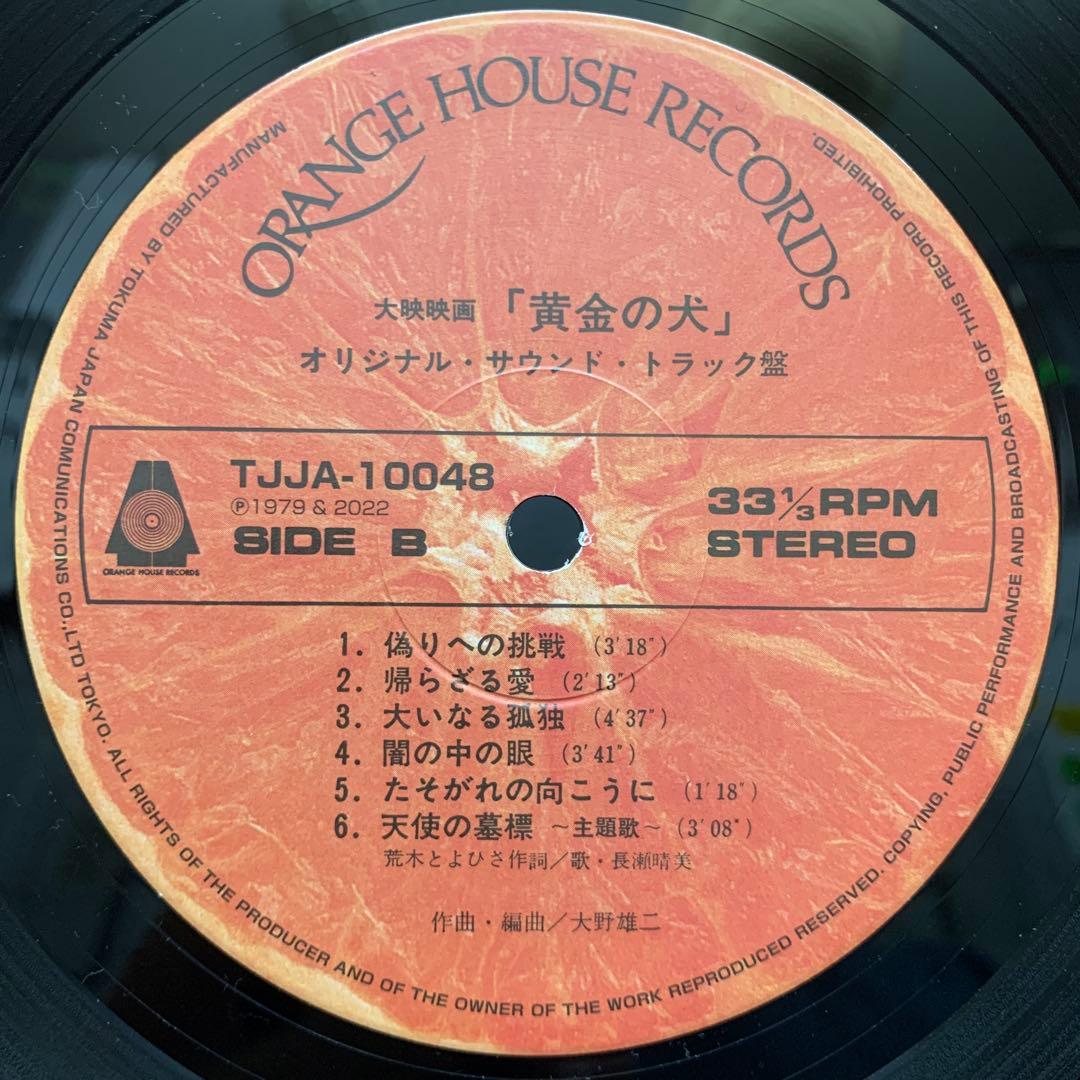 ORANGE HOUSE RECORDS
大映映画「黄金の犬」
オリジナル・サウンド・トラック盤
ORANGE HOUSE RECORDS
TJJA-10048
Ⓟ1979 & 2022
SIDE B
33⅓RPM
STEREO
1. 偽りへの挑戦 (3'18")
2. 帰らざる愛 (2'13")
3. 大いなる孤独 (4'37")
4. 闇の中の眼 (3'41")
5. たそがれの向こうに (1'18")
6. 天使の墓標 ～主題歌～ (3'08")
荒木とよひさ作詞／歌・長瀬晴美
作曲・編曲／大野雄二
MANUFACTURED BY TOKUMA JAPAN COMUNICATIONS CO.,LTD TOKYO. ALL RIGHTS OF THE PRODUCER AND OF THE OWNER OF THE WORK REPRODUCED RESERVED. COPYING, PUBLIC PERFORMANCE AND BROADCASTING OF THIS RECORD PROHIBITED.